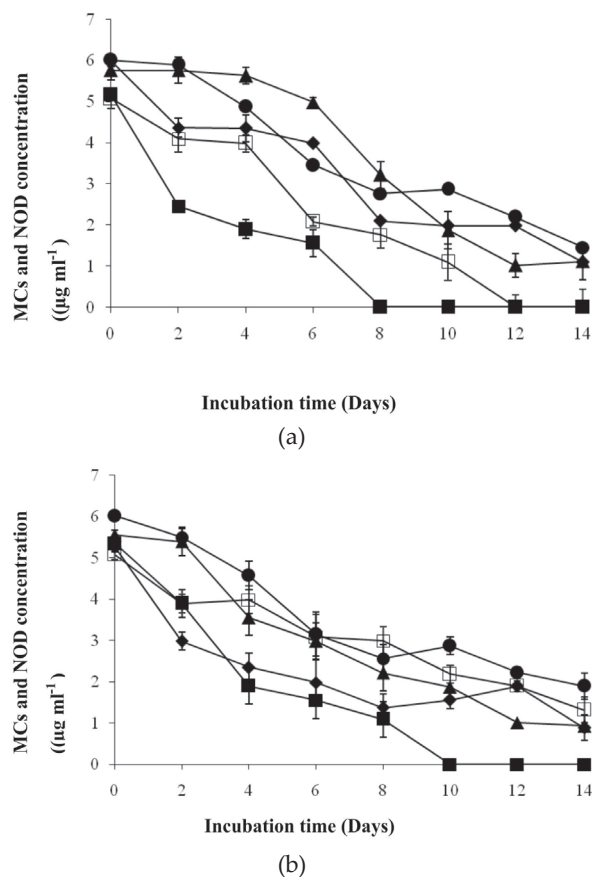 7
6
5
4
3
2
1
0
MCs and NOD concentration
((μg ml⁻¹)
0 2 4 6 8 10 12 14
Incubation time (Days)
(a)
7
6
5
4
3
2
1
0
MCs and NOD concentration
((μg ml⁻¹)
0 2 4 6 8 10 12 14
Incubation time (Days)
(b)